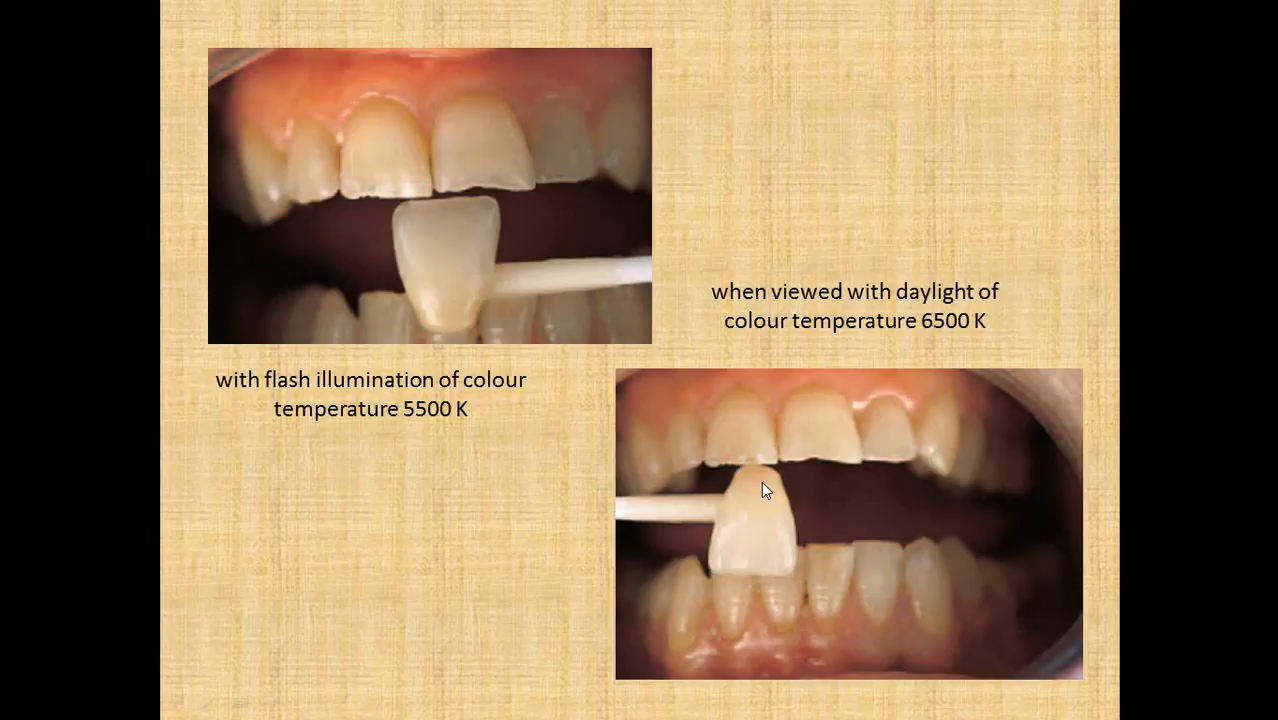 when viewed with daylight of
colour temperature 6500 K
with flash illumination of colour
temperature 5500 K